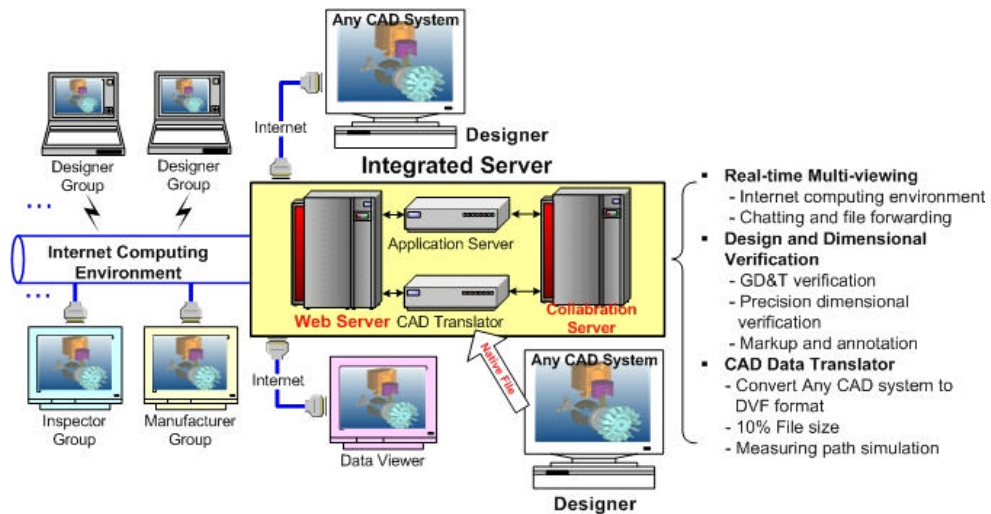 Any CAD System
Internet
Designer
Designer
Group
Designer
Group
...
Internet Computing
Environment
...
Inspector
Group
Manufacturer
Group
Integrated Server
Application Server
Web Server
CAD Translator
Collabration
Server
Internet
Data Viewer
Native File
Any CAD System
Designer
▪ Real-time Multi-viewing
- Internet computing environment
- Chatting and file forwarding
▪ Design and Dimensional
Verification
- GD&T verification
- Precision dimensional
verification
- Markup and annotation
▪ CAD Data Translator
- Convert Any CAD system to
DVF format
- 10% File size
- Measuring path simulation